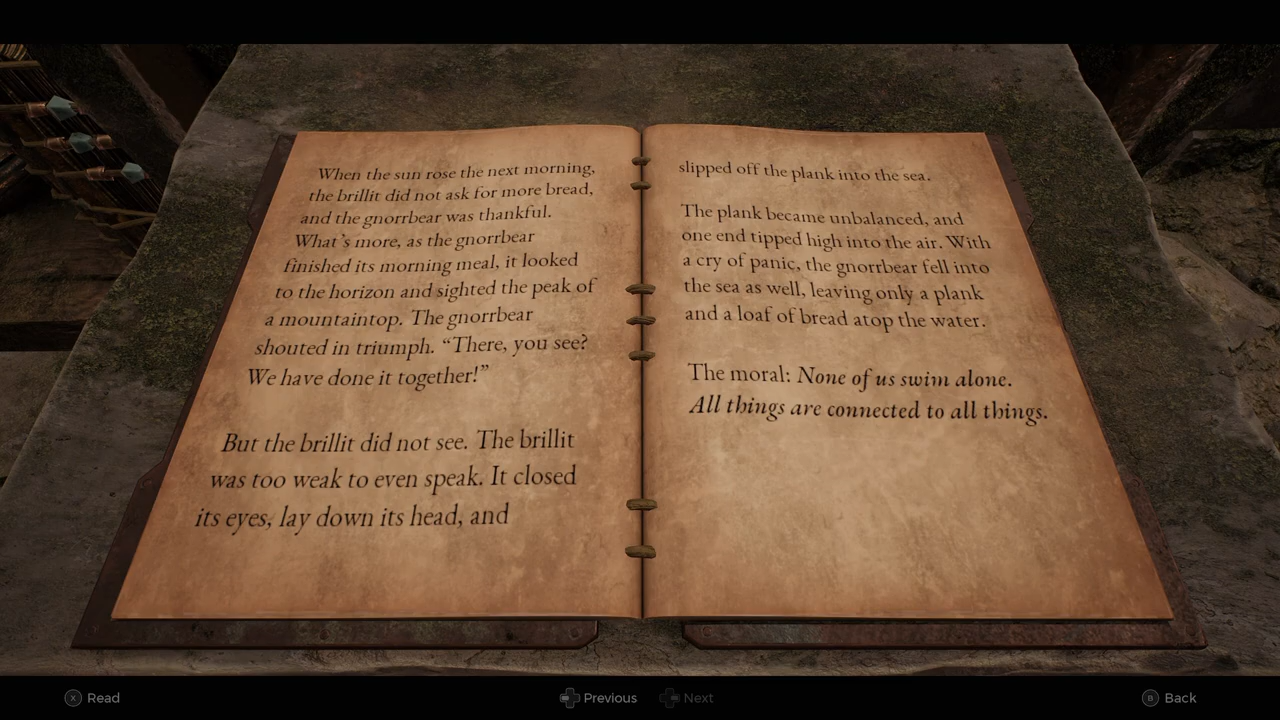 When the sun rose the next morning,
the brillit did not ask for more bread,
and the gnorrbear was thankful.
What's more, as the gnorrbear
finished its morning meal, it looked
to the horizon and sighted the peak of
a mountaintop. The gnorrbear
shouted in triumph. “There, you see?
We have done it together!”
But the brillit did not see. The brillit
was too weak to even speak. It closed
its eyes, lay down its head, and
slipped off the plank into the sea.
The plank became unbalanced, and
one end tipped high into the air. With
a cry of panic, the gnorrbear fell into
the sea as well, leaving only a plank
and a loaf of bread atop the water.
The moral: None of us swim alone.
All things are connected to all things.
X Read
Previous
Next
B Back